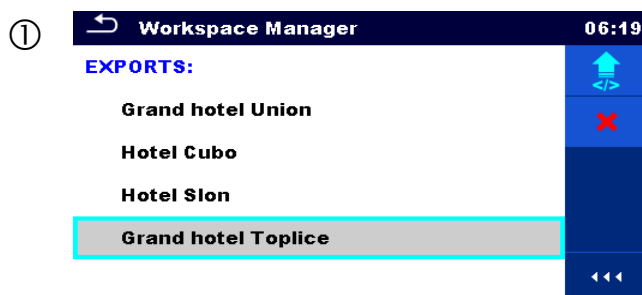 ①
Workspace Manager 06:19
EXPORTS:
</>
Grand hotel Union
Hotel Cubo
Hotel Slon
Grand hotel Toplice